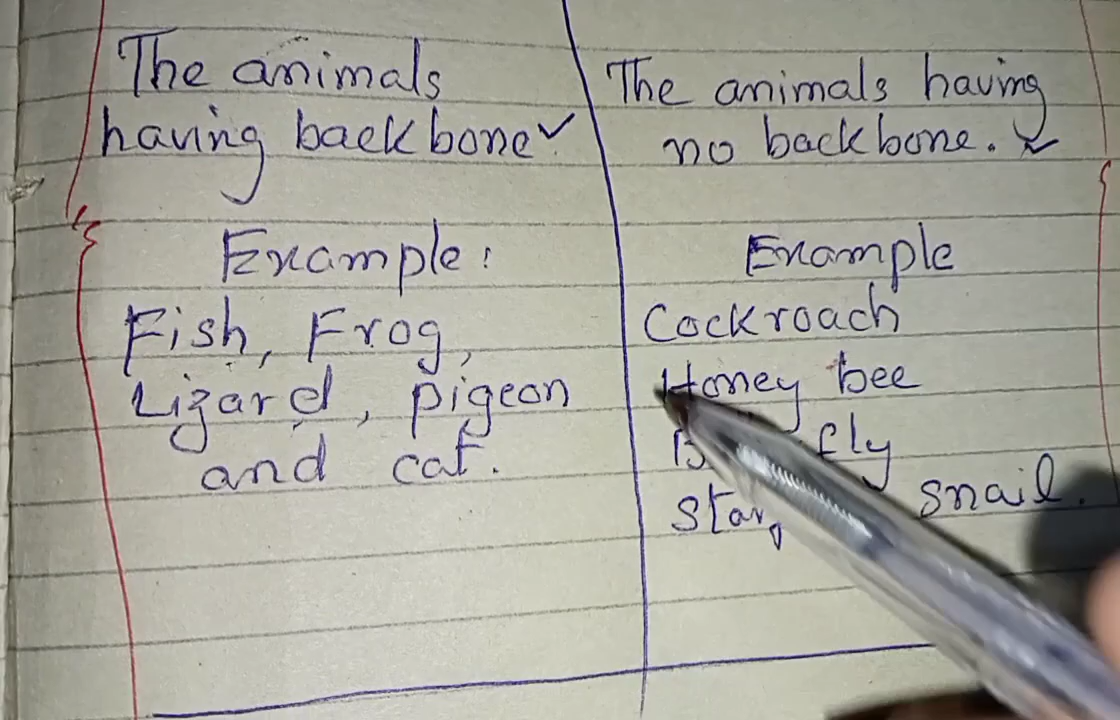 The animals
having backbone
Example:
Fish, Frog,
Lizard, pigeon
and cat.
The animals having
no backbone.
Example
Cockroach
Honey bee
fly
snail.